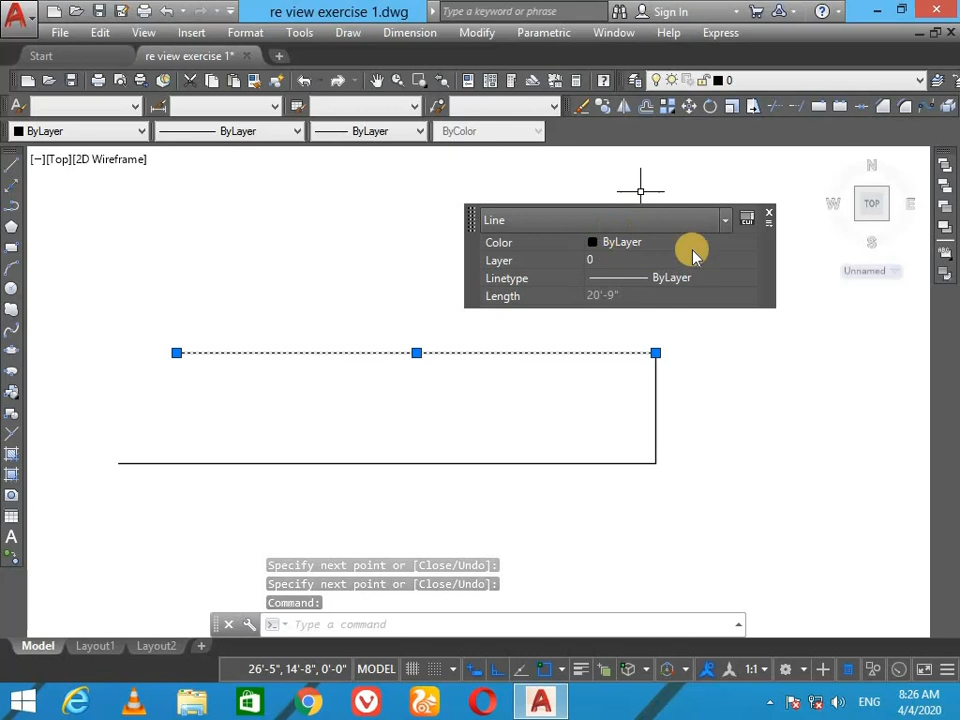 re view exercise 1.dwg
Type a keyword or phrase
Sign In
File Edit View Insert Format Tools Draw Dimension Modify Parametric Window Help Express
Start
re view exercise 1*
0
ByLayer
ByLayer
ByLayer
ByColor
[−][Top][2D Wireframe]
N
W
TOP
E
S
Unnamed
Line
Color ByLayer
Layer 0
Linetype ByLayer
Length 20'-9"
Specify next point or [Close/Undo]:
Specify next point or [Close/Undo]:
Command:
Type a command
Model Layout1 Layout2
26'-5", 14'-8", 0'-0" MODEL 1:1
ENG
8:26 AM
4/4/2020